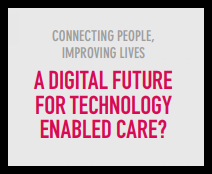 CONNECTING PEOPLE,
IMPROVING LIVES
A DIGITAL FUTURE
FOR TECHNOLOGY
ENABLED CARE?